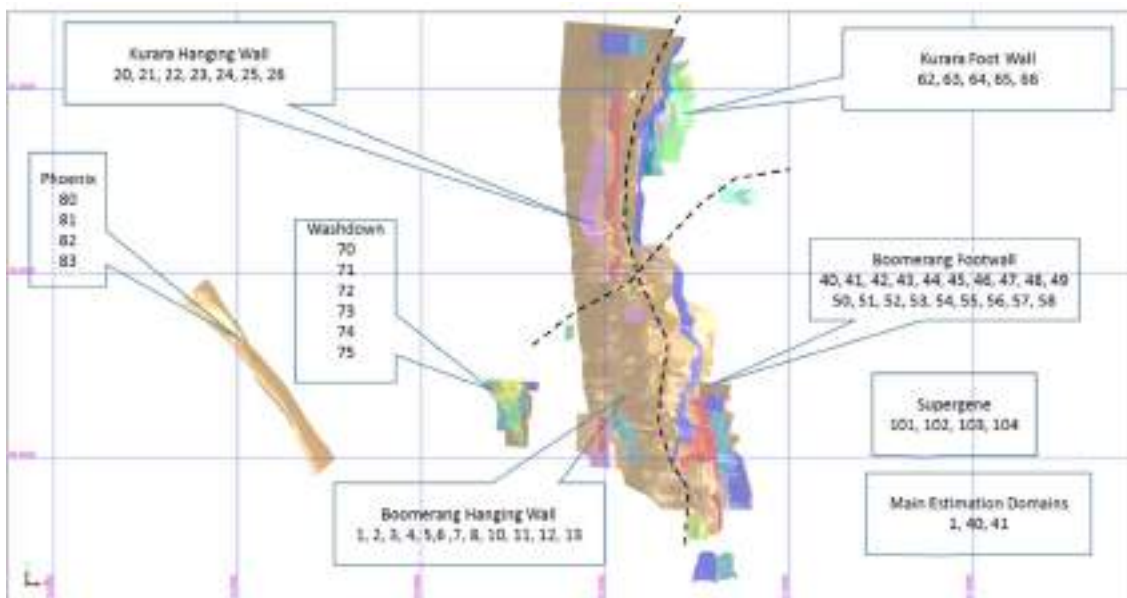 Kurara Hanging Wall
20, 21, 22, 23, 24, 25, 26
Kurara Foot Wall
62, 63, 64, 65, 66
Phoenix
80
81
82
83
Washdown
70
71
72
73
74
75
Boomerang Footwall
40, 41, 42, 43, 44, 45, 46, 47, 48, 49
50, 51, 52, 53, 54, 55, 56, 57, 58
Supergene
101, 102, 103, 104
Boomerang Hanging Wall
1, 2, 3, 4, 5,6 ,7, 8, 10, 11, 12, 13
Main Estimation Domains
1, 40, 41